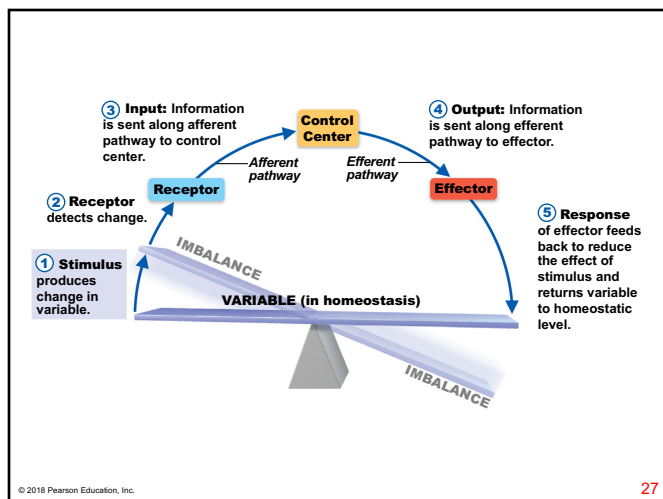 ③ Input: Information
is sent along afferent
pathway to control
center.
Control
Center
④ Output: Information
is sent along efferent
pathway to effector.
Afferent
pathway
Efferent
pathway
Receptor
Effector
② Receptor
detects change.
⑤ Response
of effector feeds
back to reduce
the effect of
stimulus and
returns variable
to homeostatic
level.
① Stimulus
produces
change in
variable.
IMBALANCE
VARIABLE (in homeostasis)
IMBALANCE
© 2018 Pearson Education, Inc.
27